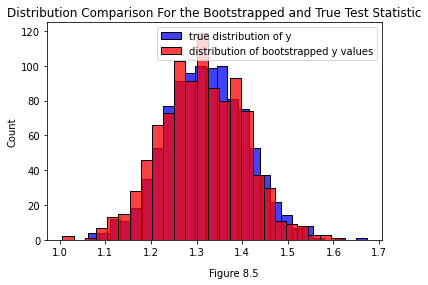 Distribution Comparison For the Bootstrapped and True Test Statistic
true distribution of y
distribution of bootstrapped y values
120
100
80
60
40
20
0
Count
1.0 1.1 1.2 1.3 1.4 1.5 1.6 1.7
Figure 8.5